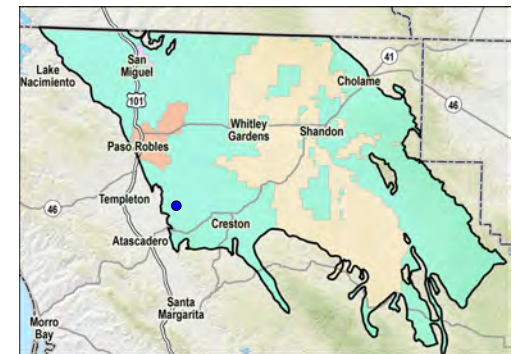 San
Miguel
Lake
Nacimiento
41
Cholame
101
46
Whitley
Gardens
Shandon
Paso Robles
Templeton
46
Creston
Atascadero
Santa
Margarita
Morro
Bay